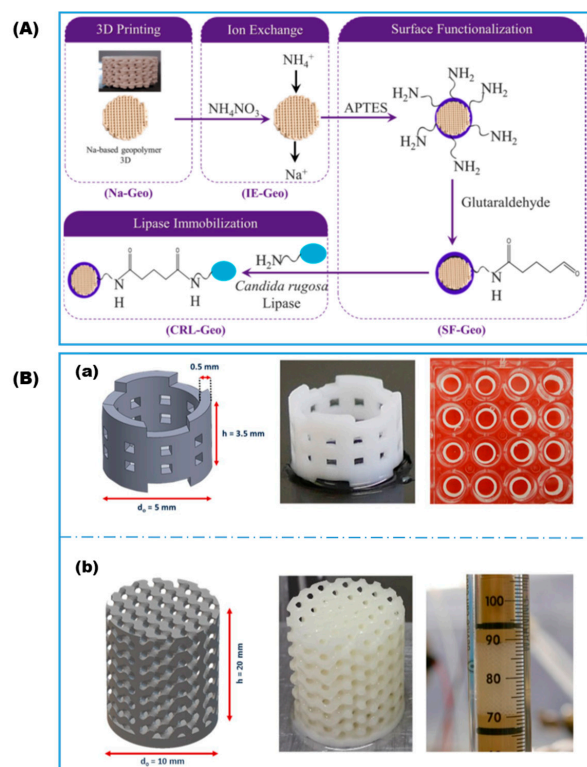 (A)
3D Printing
Ion Exchange
Surface Functionalization
NH₄⁺
NH₂
NH₂
H₂N
NH₄NO₃
APTES
NH₂
H₂N
H₂N
NH₂
Na-based geopolymer
3D
Na⁺
(Na-Geo)
(IE-Geo)
Glutaraldehyde
Lipase Immobilization
O
O
H₂N
O
N
N
N
O
H
H
Candida rugosa
Lipase
H
(CRL-Geo)
(SF-Geo)
(B)
(a)
0.5 mm
h = 3.5 mm
dₒ = 5 mm
(b)
h = 20 mm
dₒ = 10 mm
100
90
80
70
60